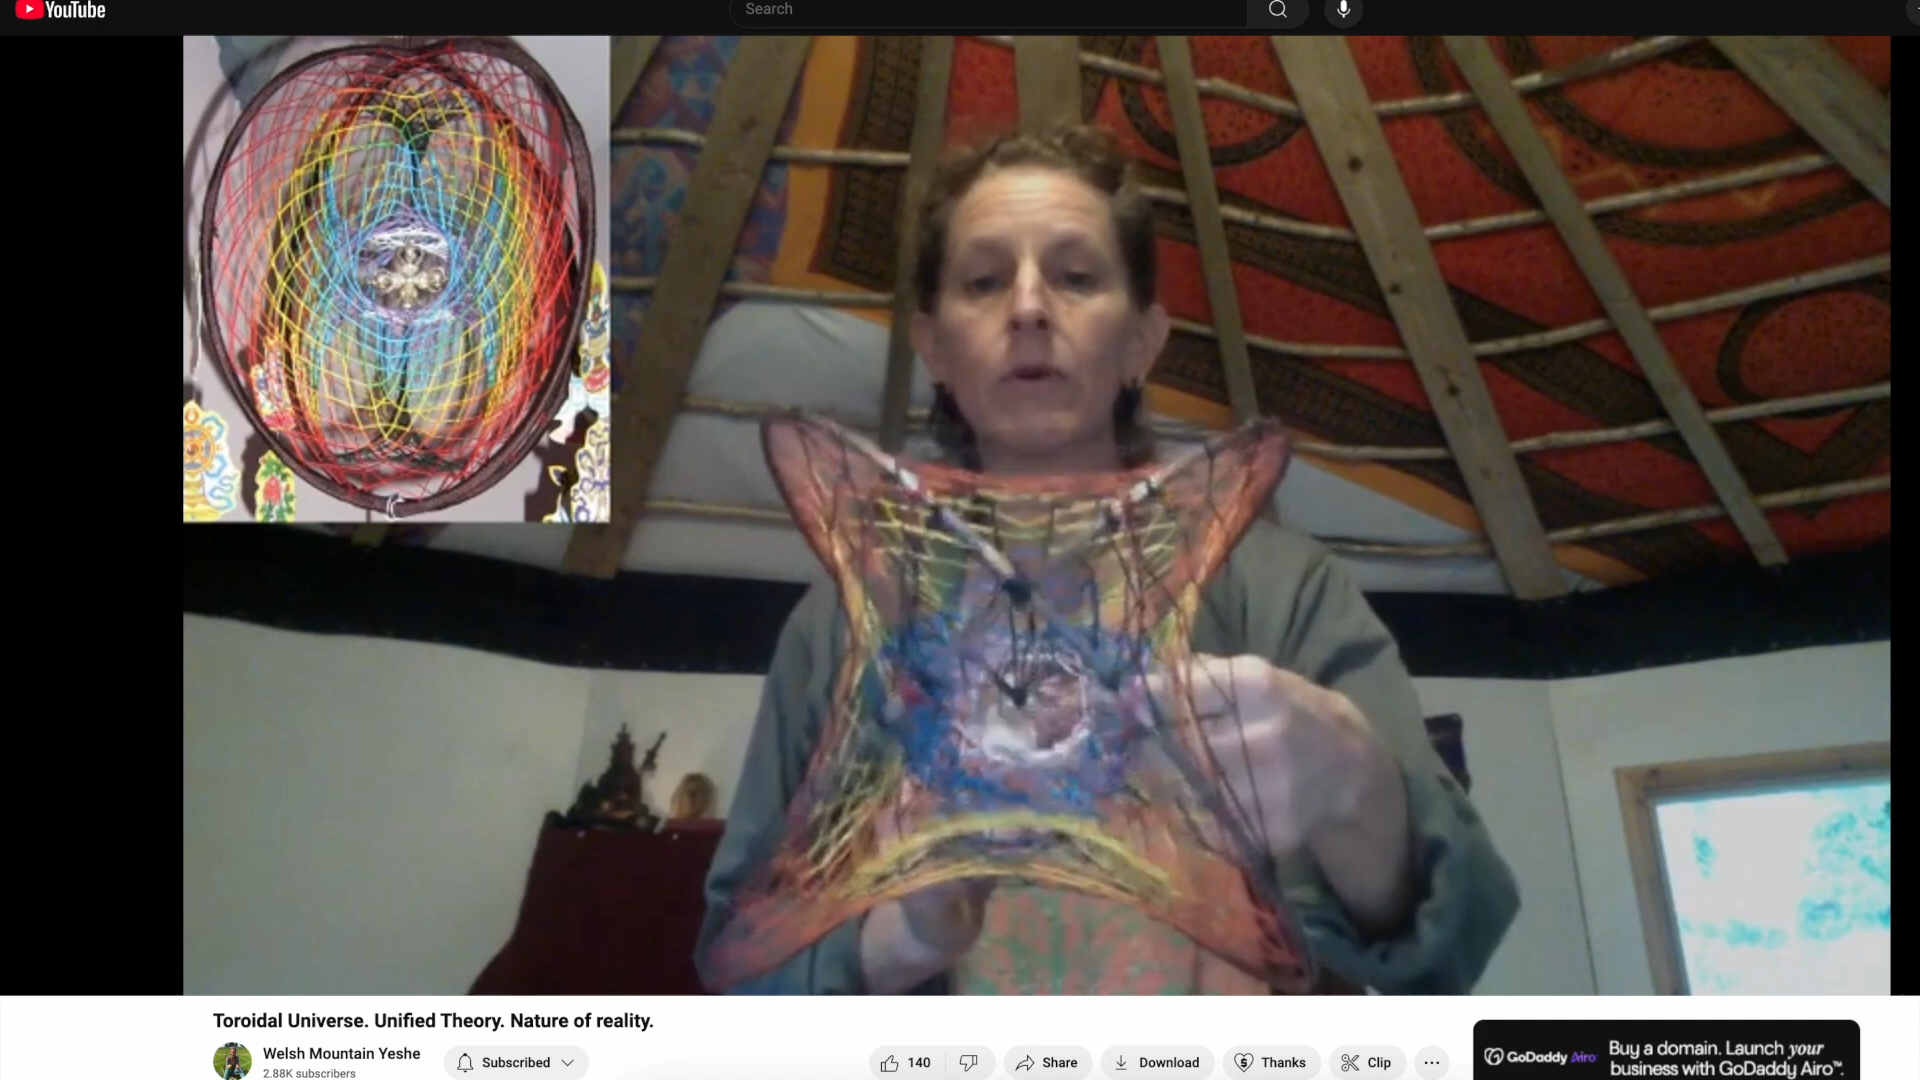 YouTube
Search
Toroidal Universe. Unified Theory. Nature of reality.
Welsh Mountain Yeshe
2.88K subscribers
Subscribed
140
Share
Download
Thanks
Clip
GoDaddy Airo
Buy a domain. Launch your
business with GoDaddy Airo™.